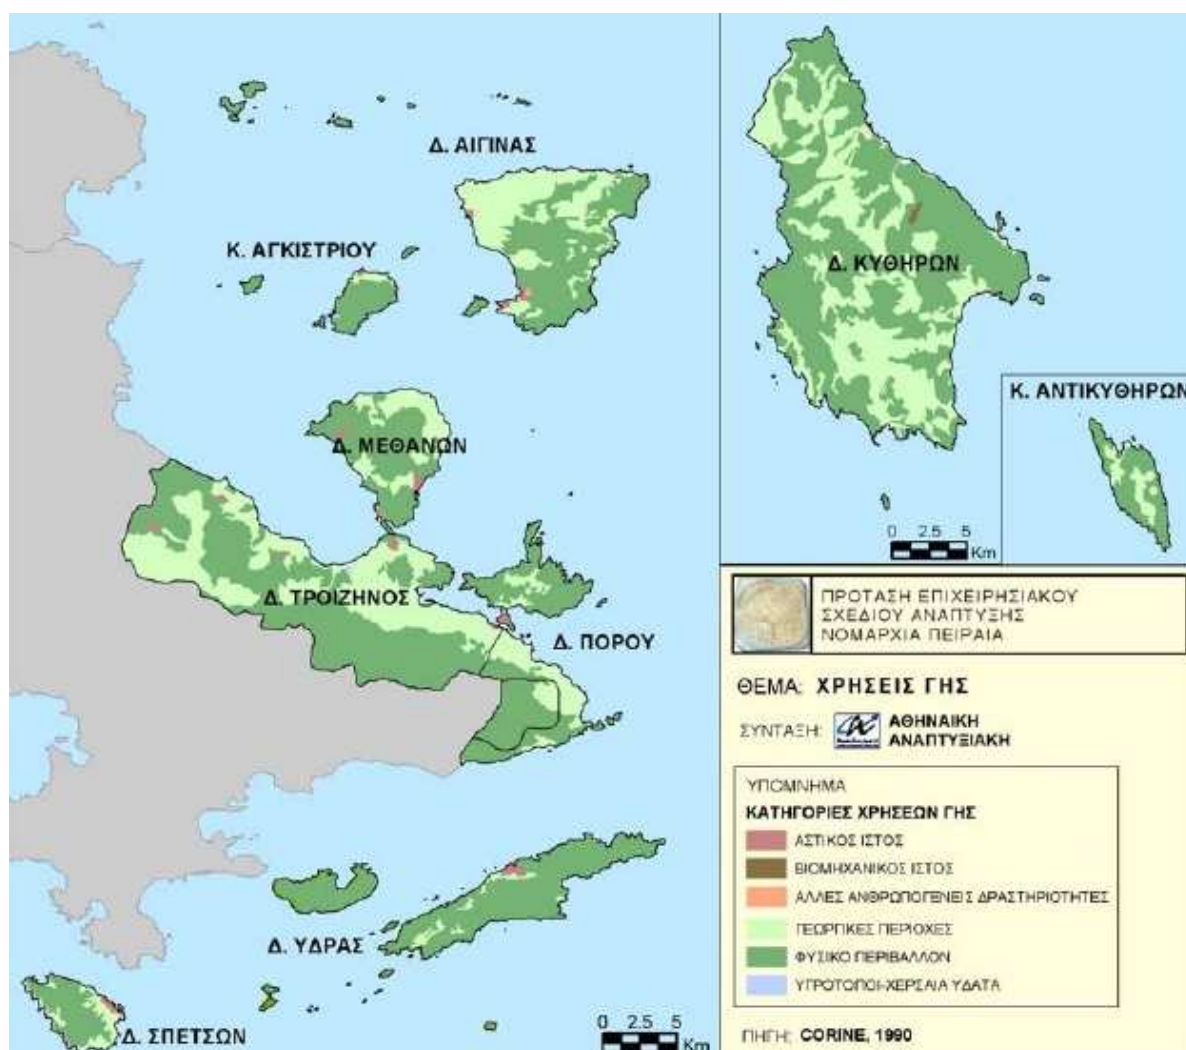 Δ. ΑΙΓΙΝΑΣ
Κ. ΑΓΚΙΣΤΡΙΟΥ
Δ. ΜΕΘΑΝΩΝ
Δ. ΤΡΟΙΖΗΝΟΣ
Δ. ΠΟΡΟΥ
Δ. ΥΔΡΑΣ
Δ. ΣΠΕΤΣΩΝ
0 2.5 5
Km
Δ. ΚΥΘΗΡΩΝ
Κ. ΑΝΤΙΚΥΘΗΡΩΝ
0 2.5 5
Km
ΠΡΟΤΑΣΗ ΕΠΙΧΕΙΡΗΣΙΑΚΟΥ
ΣΧΕΔΙΟΥ ΑΝΑΠΤΥΞΗΣ
ΝΟΜΑΡΧΙΑ ΠΕΙΡΑΙΑ
ΘΕΜΑ: ΧΡΗΣΕΙΣ ΓΗΣ
ΣΥΝΤΑΞΗ: ΑΘΗΝΑΙΚΗ
ΑΝΑΠΤΥΞΙΑΚΗ
ΥΠΟΜΝΗΜΑ
ΚΑΤΗΓΟΡΙΕΣ ΧΡΗΣΕΩΝ ΓΗΣ
ΑΣΤΙΚΟΣ ΙΣΤΟΣ
ΒΙΟΜΗΧΑΝΙΚΟΣ ΙΣΤΟΣ
ΑΛΛΕΣ ΑΝΘΡΩΠΟΓΕΝΕΙΣ ΔΡΑΣΤΗΡΙΟΤΗΤΕΣ
ΓΕΩΡΓΙΚΕΣ ΠΕΡΙΟΧΕΣ
ΦΥΣΙΚΟ ΠΕΡΙΒΑΛΛΟΝ
ΥΓΡΟΤΟΠΟΙ-ΧΕΡΣΑΙΑ ΥΔΑΤΑ
ΠΗΓΗ: CORINE, 1990